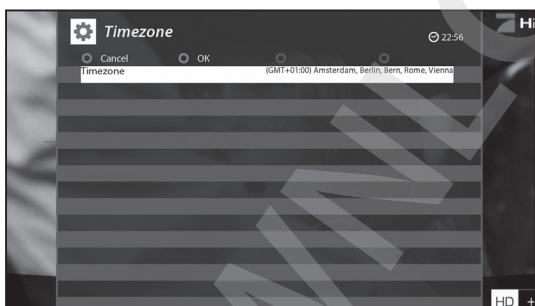 Timezone
22:56
Hi
Cancel OK
Timezone (GMT+01:00) Amsterdam, Berlin, Bern, Rome, Vienna
HD +